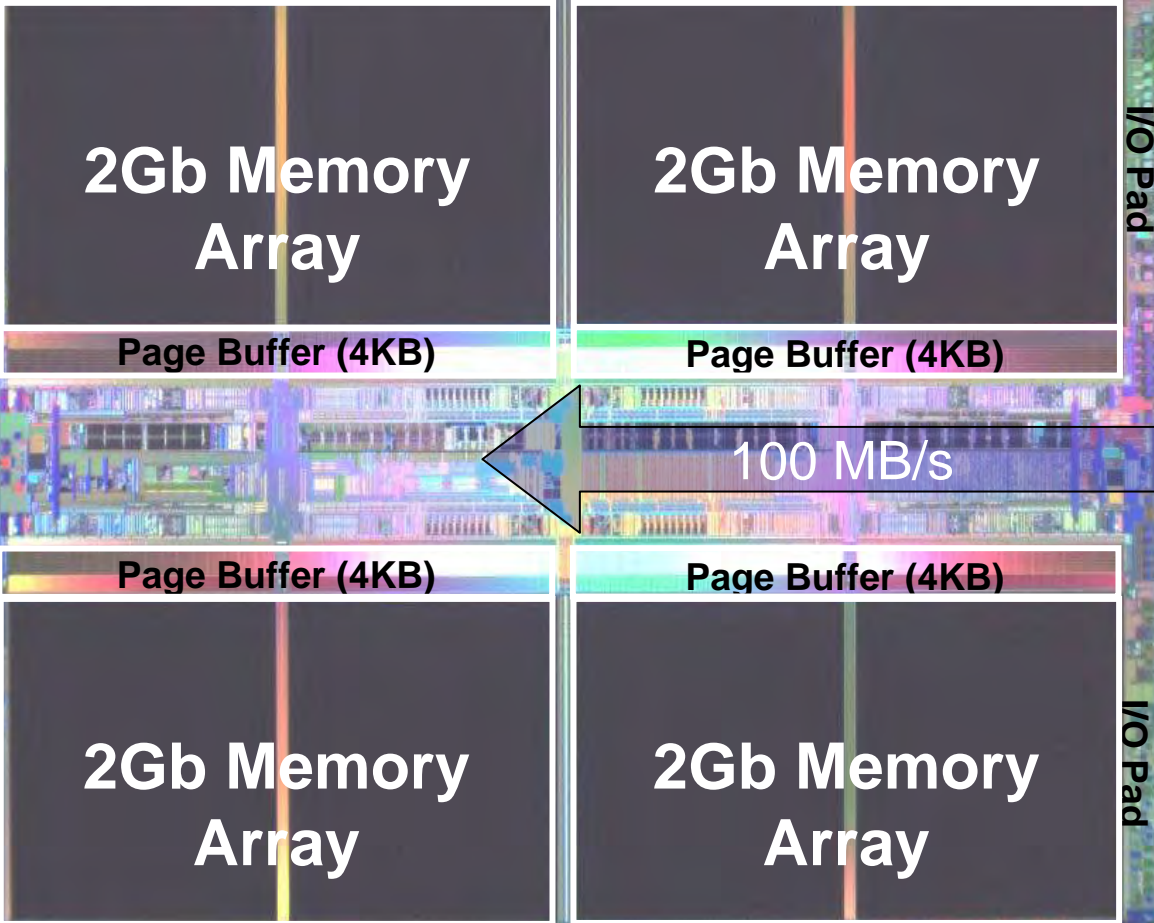 2Gb Memory
Array
2Gb Memory
Array
I/O Pad
Page Buffer (4KB)
Page Buffer (4KB)
100 MB/s
Page Buffer (4KB)
Page Buffer (4KB)
2Gb Memory
Array
2Gb Memory
Array
I/O Pad